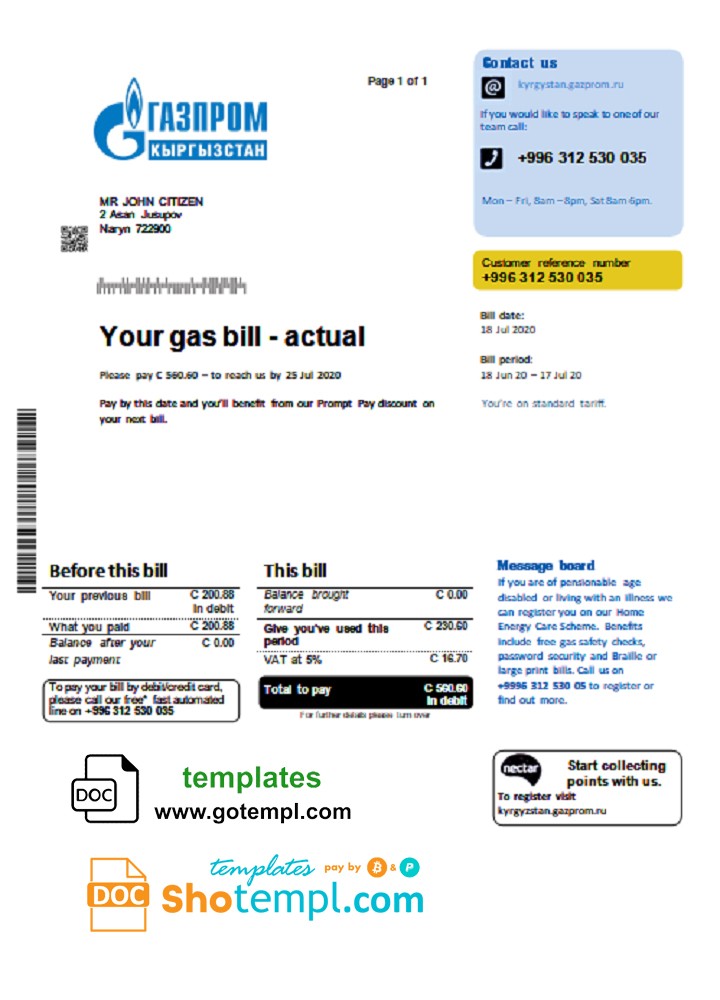 Page 1 of 1
ГАЗПРОМ
КЫРГЫЗСТАН
MR JOHN CITIZEN
2 Asan Jusupov
Naryn 722900
Contact us
kyrgystan.gazprom.ru
If you would like to speak to one of our
team call:
+996 312 530 035
Mon – Fri, 8am – 8pm, Sat 8am-6pm.
Customer reference number
+996 312 530 035
Bill date:
18 Jul 2020
Bill period:
18 Jun 20 – 17 Jul 20
You're on standard tariff.
Your gas bill - actual
Please pay C 560.60 – to reach us by 25 Jul 2020
Pay by this date and you'll benefit from our Prompt Pay discount on
your next bill.
Before this bill
Your previous bill C 200.88
In debit
What you paid C 200.88
Balance after your C 0.00
last payment
To pay your bill by debit/credit card,
please call our free* fast automated
line on +996 312 530 035
This bill
Balance brought C 0.00
forward
Give you've used this C 230.60
period
VAT at 5% C 16.70
Total to pay C 560.60
In debit
For further details please turn over
Message board
If you are of pensionable age
disabled or living with an illness we
can register you on our Home
Energy Care Scheme. Benefits
include free gas safety checks,
password security and Braille or
large print bills. Call us on
+9996 312 530 05 to register or
find out more.
nectar
Start collecting
points with us.
To register visit
kyrgyzstan.gazprom.ru
DOC
templates
www.gotempl.com
templates pay by & P
DOC
Shotempl.com